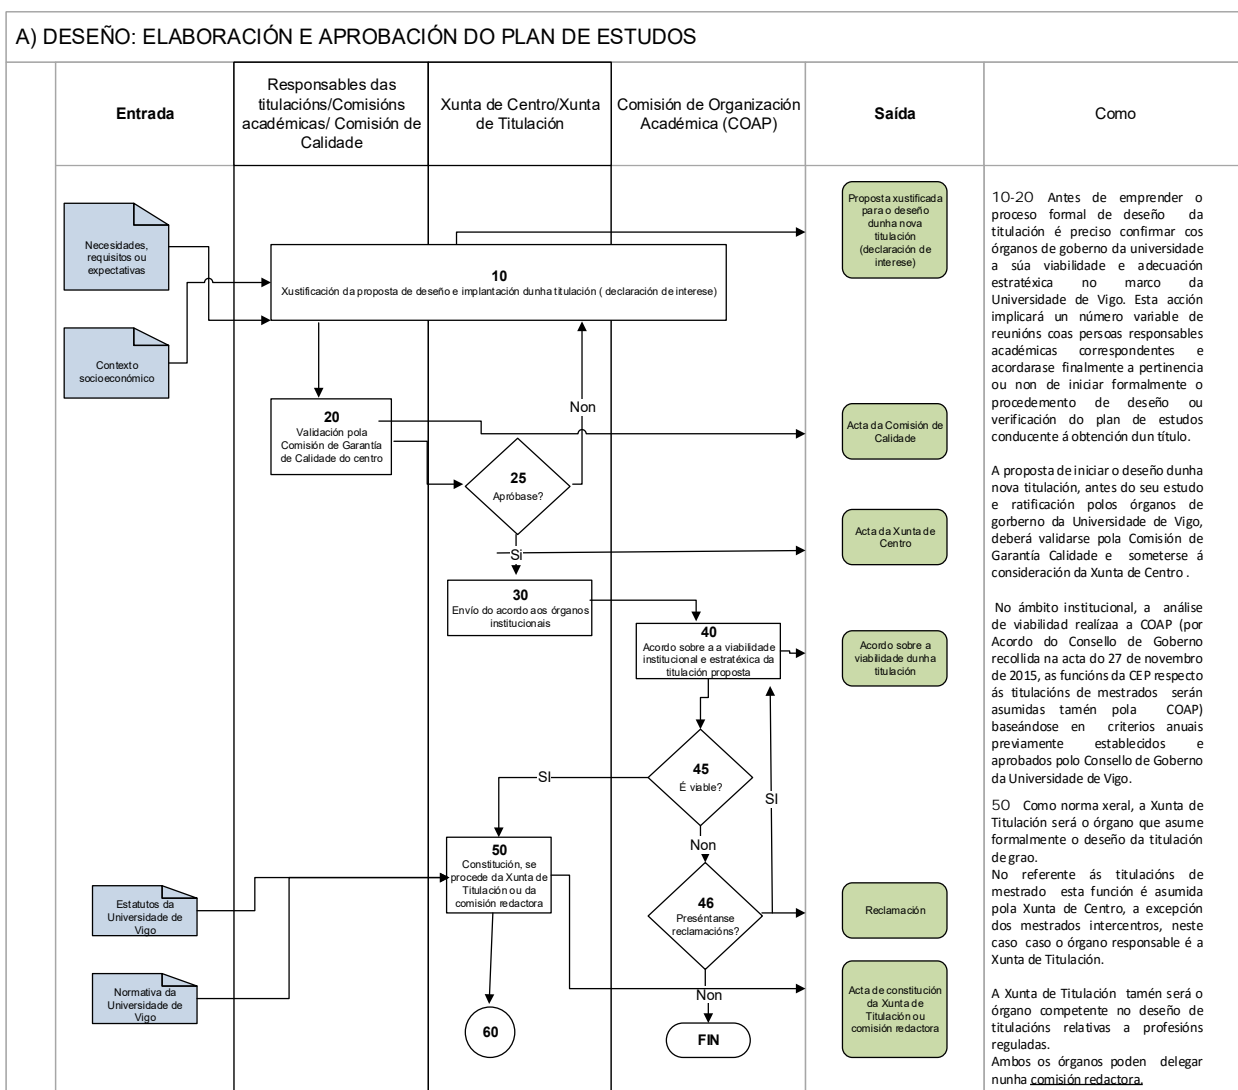 A) DESEÑO: ELABORACIÓN E APROBACIÓN DO PLAN DE ESTUDOS
Entrada
Responsables das
titulacións/Comisións
académicas/ Comisión de
Calidade
Xunta de Centro/Xunta
de Titulación
Comisión de Organización
Académica (COAP)
Saída
Como
Necesidades,
requisitos ou
expectativas
Contexto
socioeconómico
10
Xustificación da proposta de deseño e implantación dunha titulación ( declaración de interese)
20
Validación pola
Comisión de Garantía
de Calidade do centro
25
Apróbase?
Non
Si
30
Envío do acordo aos órganos
institucionais
40
Acordo sobre a a viabilidade
institucional e estratéxica da
titulación proposta
45
É viable?
SI
Non
SI
46
Preséntanse
reclamacións?
Non
FIN
50
Constitución, se
procede da Xunta de
Titulación ou da
comisión redactora
60
Estatutos da
Universidade de
Vigo
Normativa da
Universidade de
Vigo
Proposta xustificada
para o deseño
dunha nova
titulación
(declaración de
interese)
Acta da Comisión de
Calidade
Acta da Xunta de
Centro
Acordo sobre a
viabilidade dunha
titulación
Reclamación
Acta de constitución
da Xunta de
Titulación ou
comisión redactora
10-20 Antes de emprender o
proceso formal de deseño da
titulación é preciso confirmar cos
órganos de goberno da universidade
a súa viabilidade e adecuación
estratéxica no marco da
Universidade de Vigo. Esta acción
implicará un número variable de
reunións coas persoas responsables
académicas correspondentes e
acordarase finalmente a pertinencia
ou non de iniciar formalmente o
procedemento de deseño ou
verificación do plan de estudos
conducente á obtención dun título.
A proposta de iniciar o deseño dunha
nova titulación, antes do seu estudo
e ratificación polos órganos de
gorberno da Universidade de Vigo,
deberá validarse pola Comisión de
Garantía Calidade e someterse á
consideración da Xunta de Centro .
No ámbito institucional, a análise
de viabilidad realízaa a COAP (por
Acordo do Consello de Goberno
recollida na acta do 27 de novembro
de 2015, as funcións da CEP respecto
ás titulacións de mestrados serán
asumidas tamén pola COAP)
baseándose en criterios anuais
previamente establecidos e
aprobados polo Consello de Goberno
da Universidade de Vigo.
50 Como norma xeral, a Xunta de
Titulación será o órgano que asume
formalmente o deseño da titulación
de grao.
No referente ás titulacións de
mestrado esta función é asumida
pola Xunta de Centro, a excepción
dos mestrados intercentros, neste
caso caso o órgano responsable é a
Xunta de Titulación.
A Xunta de Titulación tamén será o
órgano competente no deseño de
titulacións relativas a profesións
reguladas.
Ambos os órganos poden delegar
nunha comisión redactora.